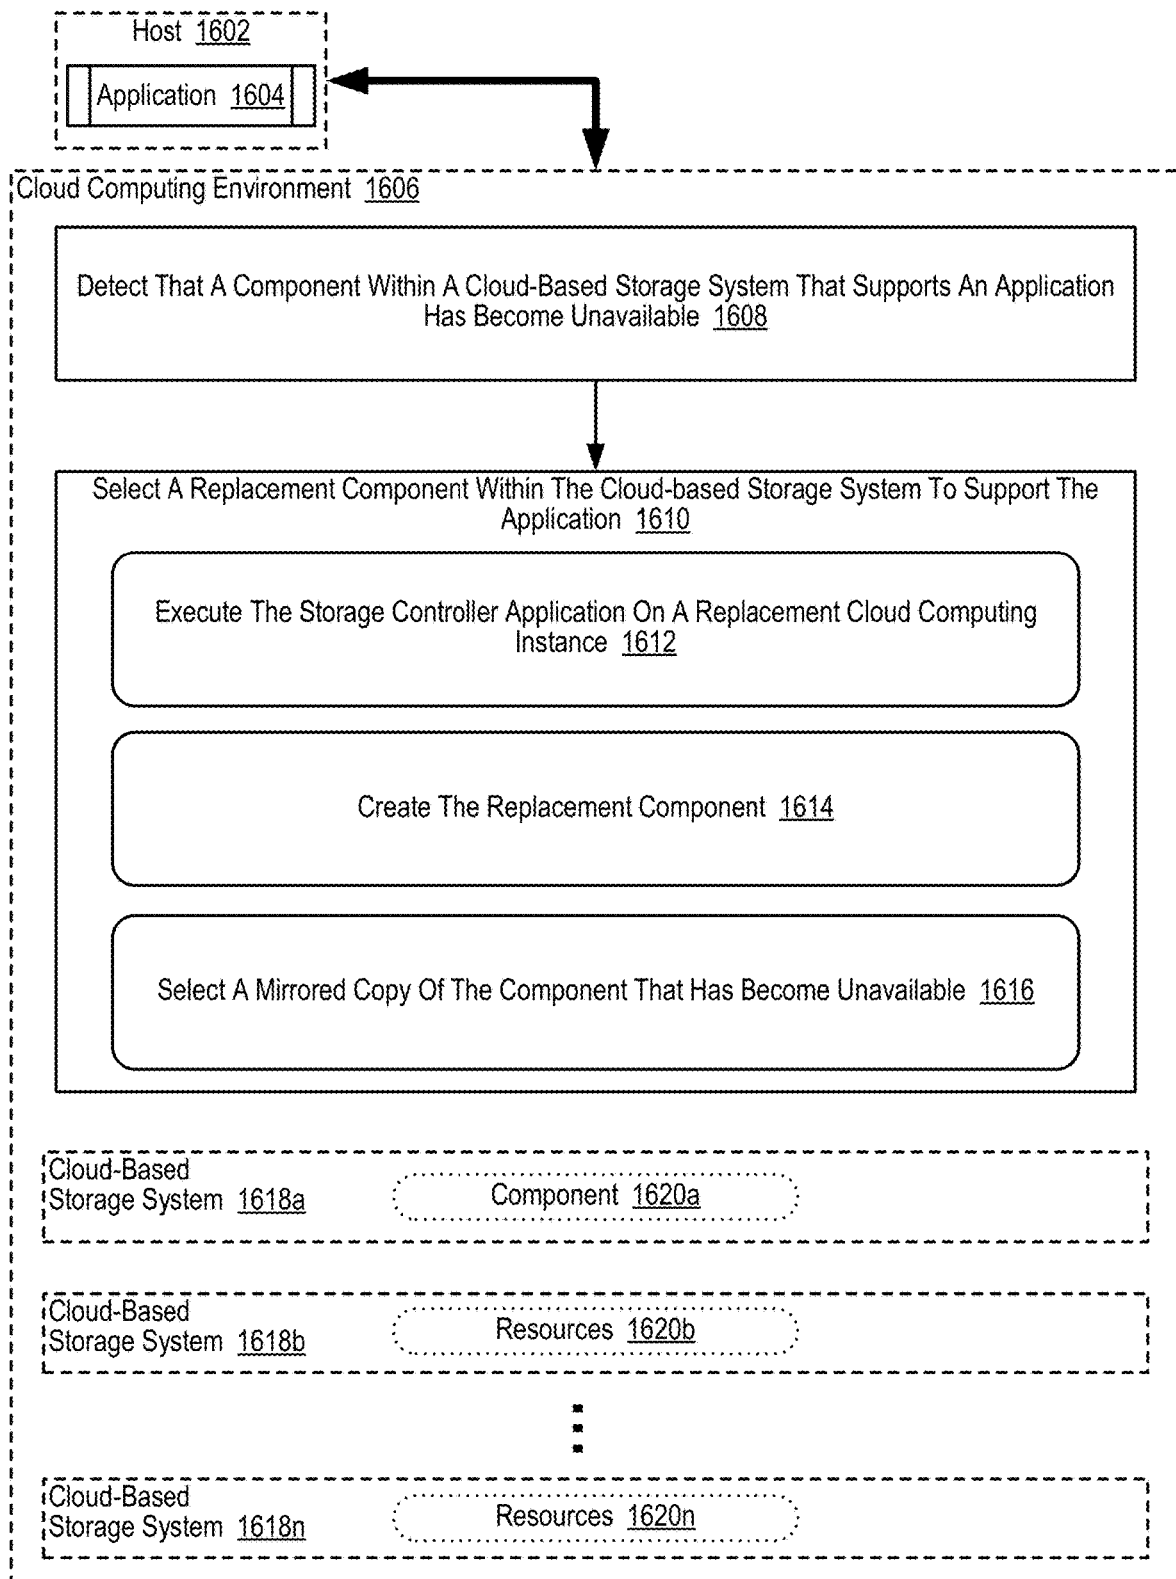 Host 1602
Application 1604
Cloud Computing Environment 1606
Detect That A Component Within A Cloud-Based Storage System That Supports An Application
Has Become Unavailable 1608
Select A Replacement Component Within The Cloud-based Storage System To Support The
Application 1610
Execute The Storage Controller Application On A Replacement Cloud Computing
Instance 1612
Create The Replacement Component 1614
Select A Mirrored Copy Of The Component That Has Become Unavailable 1616
Cloud-Based
Storage System 1618a
Component 1620a
Cloud-Based
Storage System 1618b
Resources 1620b
Cloud-Based
Storage System 1618n
Resources 1620n